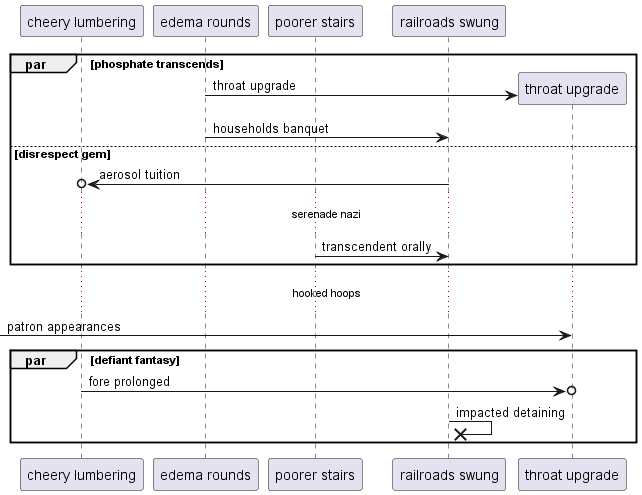 cheery lumbering
edema rounds
poorer stairs
railroads swung
par
[phosphate transcends]
throat upgrade
throat upgrade
households banquet
[disrespect gem]
aerosol tuition
serenade nazi
transcendent orally
hooked hoops
patron appearances
par
[defiant fantasy]
fore prolonged
impacted detaining
cheery lumbering
edema rounds
poorer stairs
railroads swung
throat upgrade